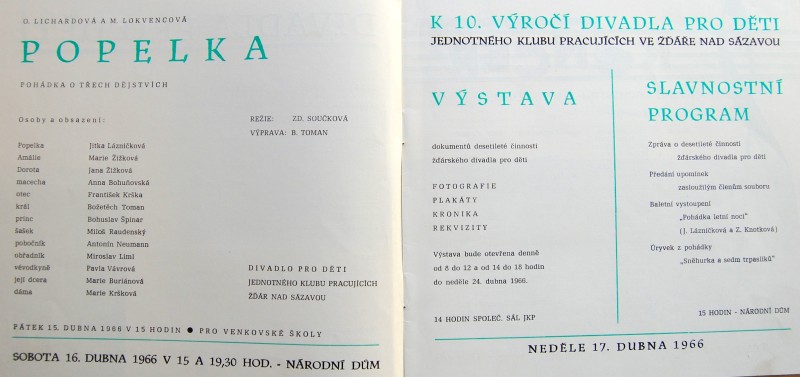 O. LICHARDOVÁ A M. LOKVENCOVÁ
POPELKA
POHÁDKA O TŘECH DĚJSTVÍCH
Osoby a obsazení:
REŽIE: ZD. SOUČKOVÁ
VÝPRAVA: B. TOMAN
Popelka Jitka Lázničková
Amálie Marie Žižková
Dorota Jana Žižková
macecha Anna Bohuňovská
otec František Krška
král Božetěch Toman
princ Bohuslav Špinar
šašek Miloš Raudenský
pobočník Antonín Neumann
obřadník Miroslav Liml
vévodkyně Pavla Vávrová
její dcera Marie Buriánová
dáma Marie Kršková
DIVADLO PRO DĚTI
JEDNOTNÉHO KLUBU PRACUJÍCÍCH
ŽĎÁR NAD SÁZAVOU
PÁTEK 15. DUBNA 1966 V 15 HODIN ● PRO VENKOVSKÉ ŠKOLY
SOBOTA 16. DUBNA 1966 V 15 A 19,30 HOD. - NÁRODNÍ DŮM
K 10. VÝROČÍ DIVADLA PRO DĚTI
JEDNOTNÉHO KLUBU PRACUJÍCÍCH VE ŽĎÁŘE NAD SÁZAVOU
VÝSTAVA
dokumentů desetileté činnosti
žďárského divadla pro děti
FOTOGRAFIE
PLAKÁTY
KRONIKA
REKVIZITY
Výstava bude otevřena denně
od 8 do 12 a od 14 do 18 hodin
do neděle 24. dubna 1966.
14 HODIN SPOLEČ. SÁL JKP
SLAVNOSTNÍ
PROGRAM
Zpráva o desetileté činnosti
žďárského divadla pro děti
Předání upomínek
zasloužilým členům souboru
Baletní vystoupení
„Pohádka letní noci"
(J. Lázničková a Z. Knotková)
Úryvek z pohádky
„Sněhurka a sedm trpaslíků"
15 HODIN - NÁRODNÍ DŮM
NEDĚLE 17. DUBNA 1966